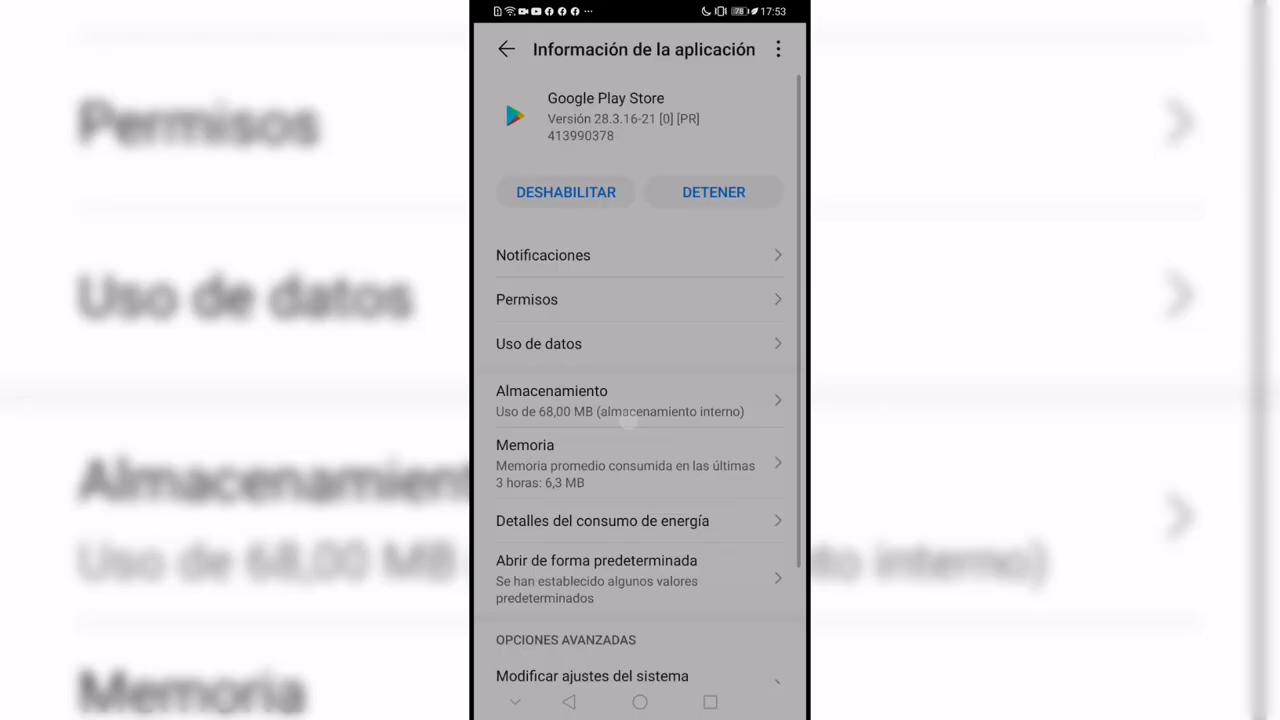 78
17:53
Información de la aplicación
Google Play Store
Versión 28.3.16-21 [0] [PR]
413990378
DESHABILITAR
DETENER
Notificaciones
Permisos
Uso de datos
Almacenamiento
Uso de 68,00 MB (almacenamiento interno)
Memoria
Memoria promedio consumida en las últimas
3 horas: 6,3 MB
Detalles del consumo de energía
Abrir de forma predeterminada
Se han establecido algunos valores
predeterminados
OPCIONES AVANZADAS
Modificar ajustes del sistema
Permisos
Uso de datos
Almacenamient
Uso de 68,00 MB
to interno)
Memoria